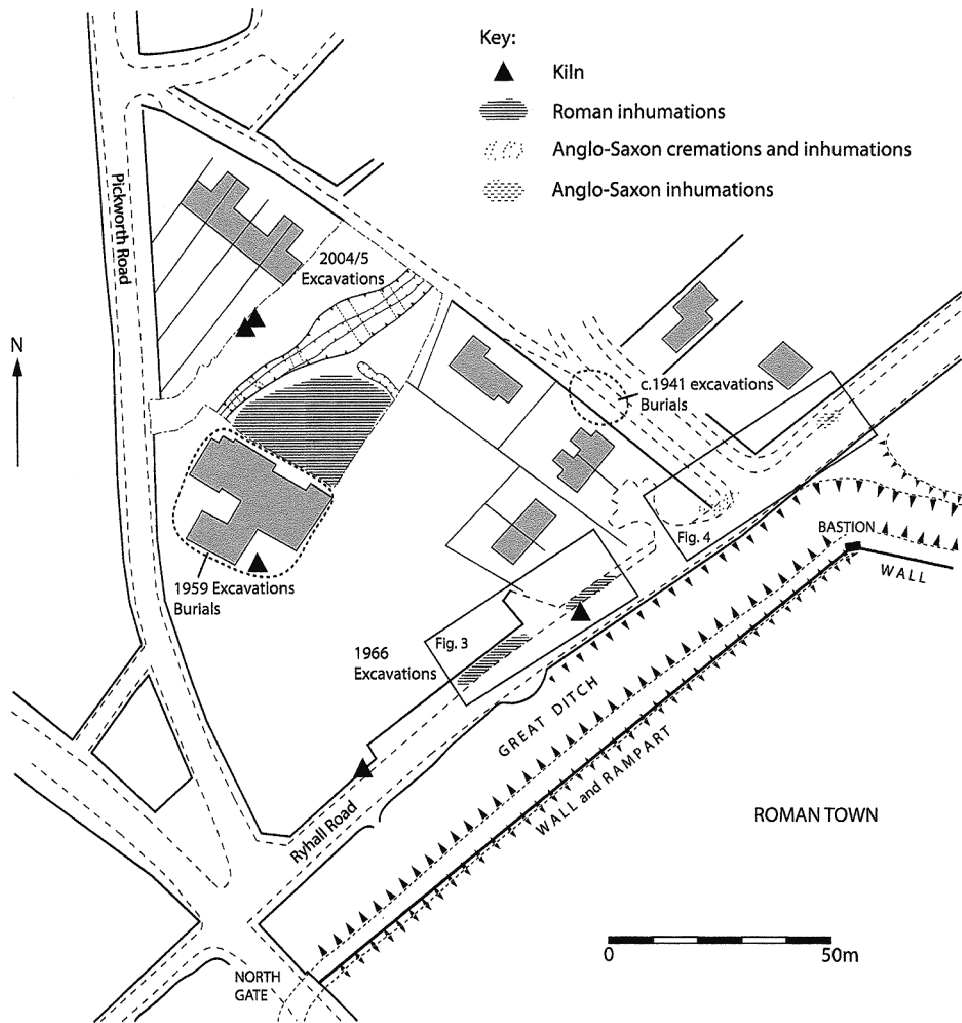 Key:
Kiln
Roman inhumations
Anglo-Saxon cremations and inhumations
Anglo-Saxon inhumations
Pickworth Road
2004/5
Excavations
N
c.1941 excavations
Burials
Fig. 4
BASTION
WALL
1959 Excavations
Burials
Fig. 3
1966
Excavations
GREAT DITCH
WALL and RAMPART
ROMAN TOWN
Ryhall Road
NORTH
GATE
0
50m